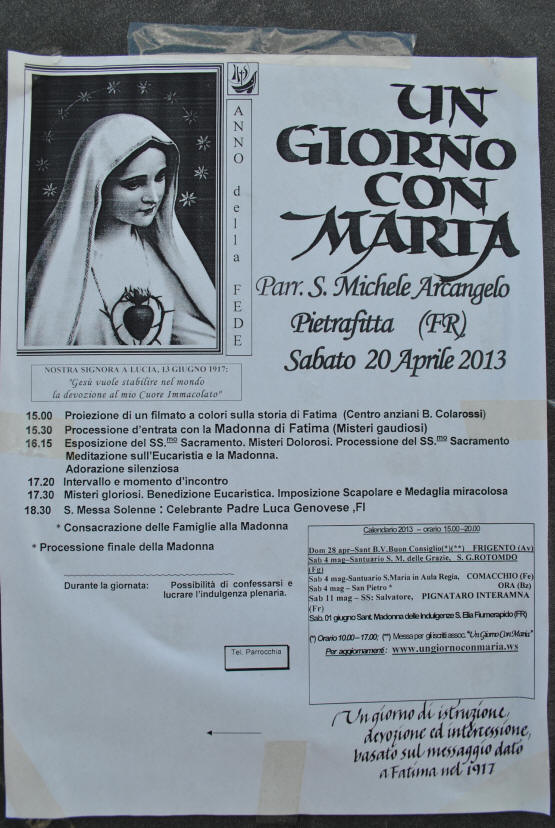 UN
GIORNO
CON
MARIA
Parr. S. Michele Arcangelo
Pietrafitta (FR)
Sabato 20 Aprile 2013
ANNO della FEDE
NOSTRA SIGNORA A LUCIA, 13 GIUGNO 1917:
"Gesù vuole stabilire nel mondo
la devozione al mio Cuore Immacolato"
15.00 Proiezione di un filmato a colori sulla storia di Fatima (Centro anziani B. Colarossi)
15.30 Processione d'entrata con la Madonna di Fatima (Misteri gaudiosi)
16.15 Esposizione del SS.mo Sacramento. Misteri Dolorosi. Processione del SS.mo Sacramento
Meditazione sull'Eucaristia e la Madonna.
Adorazione silenziosa
17.20 Intervallo e momento d'incontro
17.30 Misteri gloriosi. Benedizione Eucaristica. Imposizione Scapolare e Medaglia miracolosa
18.30 S. Messa Solenne : Celebrante Padre Luca Genovese ,FI
* Consacrazione delle Famiglie alla Madonna
* Processione finale della Madonna
Durante la giornata: Possibilità di confessarsi e
lucrare l'indulgenza plenaria.
Tel. Parrocchia
Calendario 2013 – orario 15.00–20.00
Dom 28 apr–Sant B.V.Buon Consiglio(*)(**) FRIGENTO (Av)
Sab 4 mag–Santuario S. M. delle Grazie, S. G.ROTOMDO
(Fg)
Sab 4 mag-Santuario S.Maria in Aula Regia, COMACCHIO (Fe)
Sab 4 mag – San Pietro * ORA (Bz)
Sab 11 mag – SS: Salvatore, PIGNATARO INTERAMNA
(Fr)
Sab. 01 giugno Sant. Madonna delle Indulgenze S. Elia Fiumerapido (FR)
(*) Orario 10.00 – 17.00; (**) Messa per gli iscritti assoc. "Un Giorno Con Maria"
Per aggiornamenti : www.ungiornoconmaria.ws
Un giorno di istruzione,
devozione ed intercessione,
basato sul messaggio dato
a Fatima nel 1917